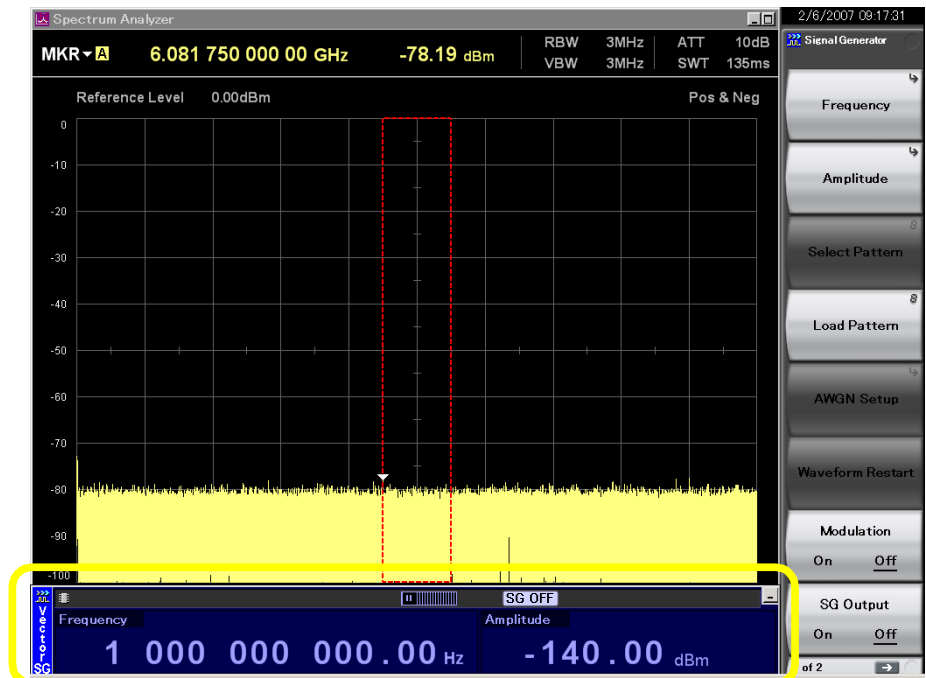 Spectrum Analyzer
2/6/2007 09:17:31
MKR A 6.081 750 000 00 GHz -78.19 dBm
RBW 3MHz ATT 10dB
VBW 3MHz SWT 135ms
Reference Level 0.00dBm Pos & Neg
0
-10
-20
-30
-40
-50
-60
-70
-80
-90
-100
Signal Generator
Frequency
Amplitude
Select Pattern
Load Pattern
AWGN Setup
Waveform Restart
Modulation
On Off
SG Output
On Off
of 2
Vector SG
SG OFF
Frequency
1 000 000 000.00 Hz
Amplitude
-140.00 dBm